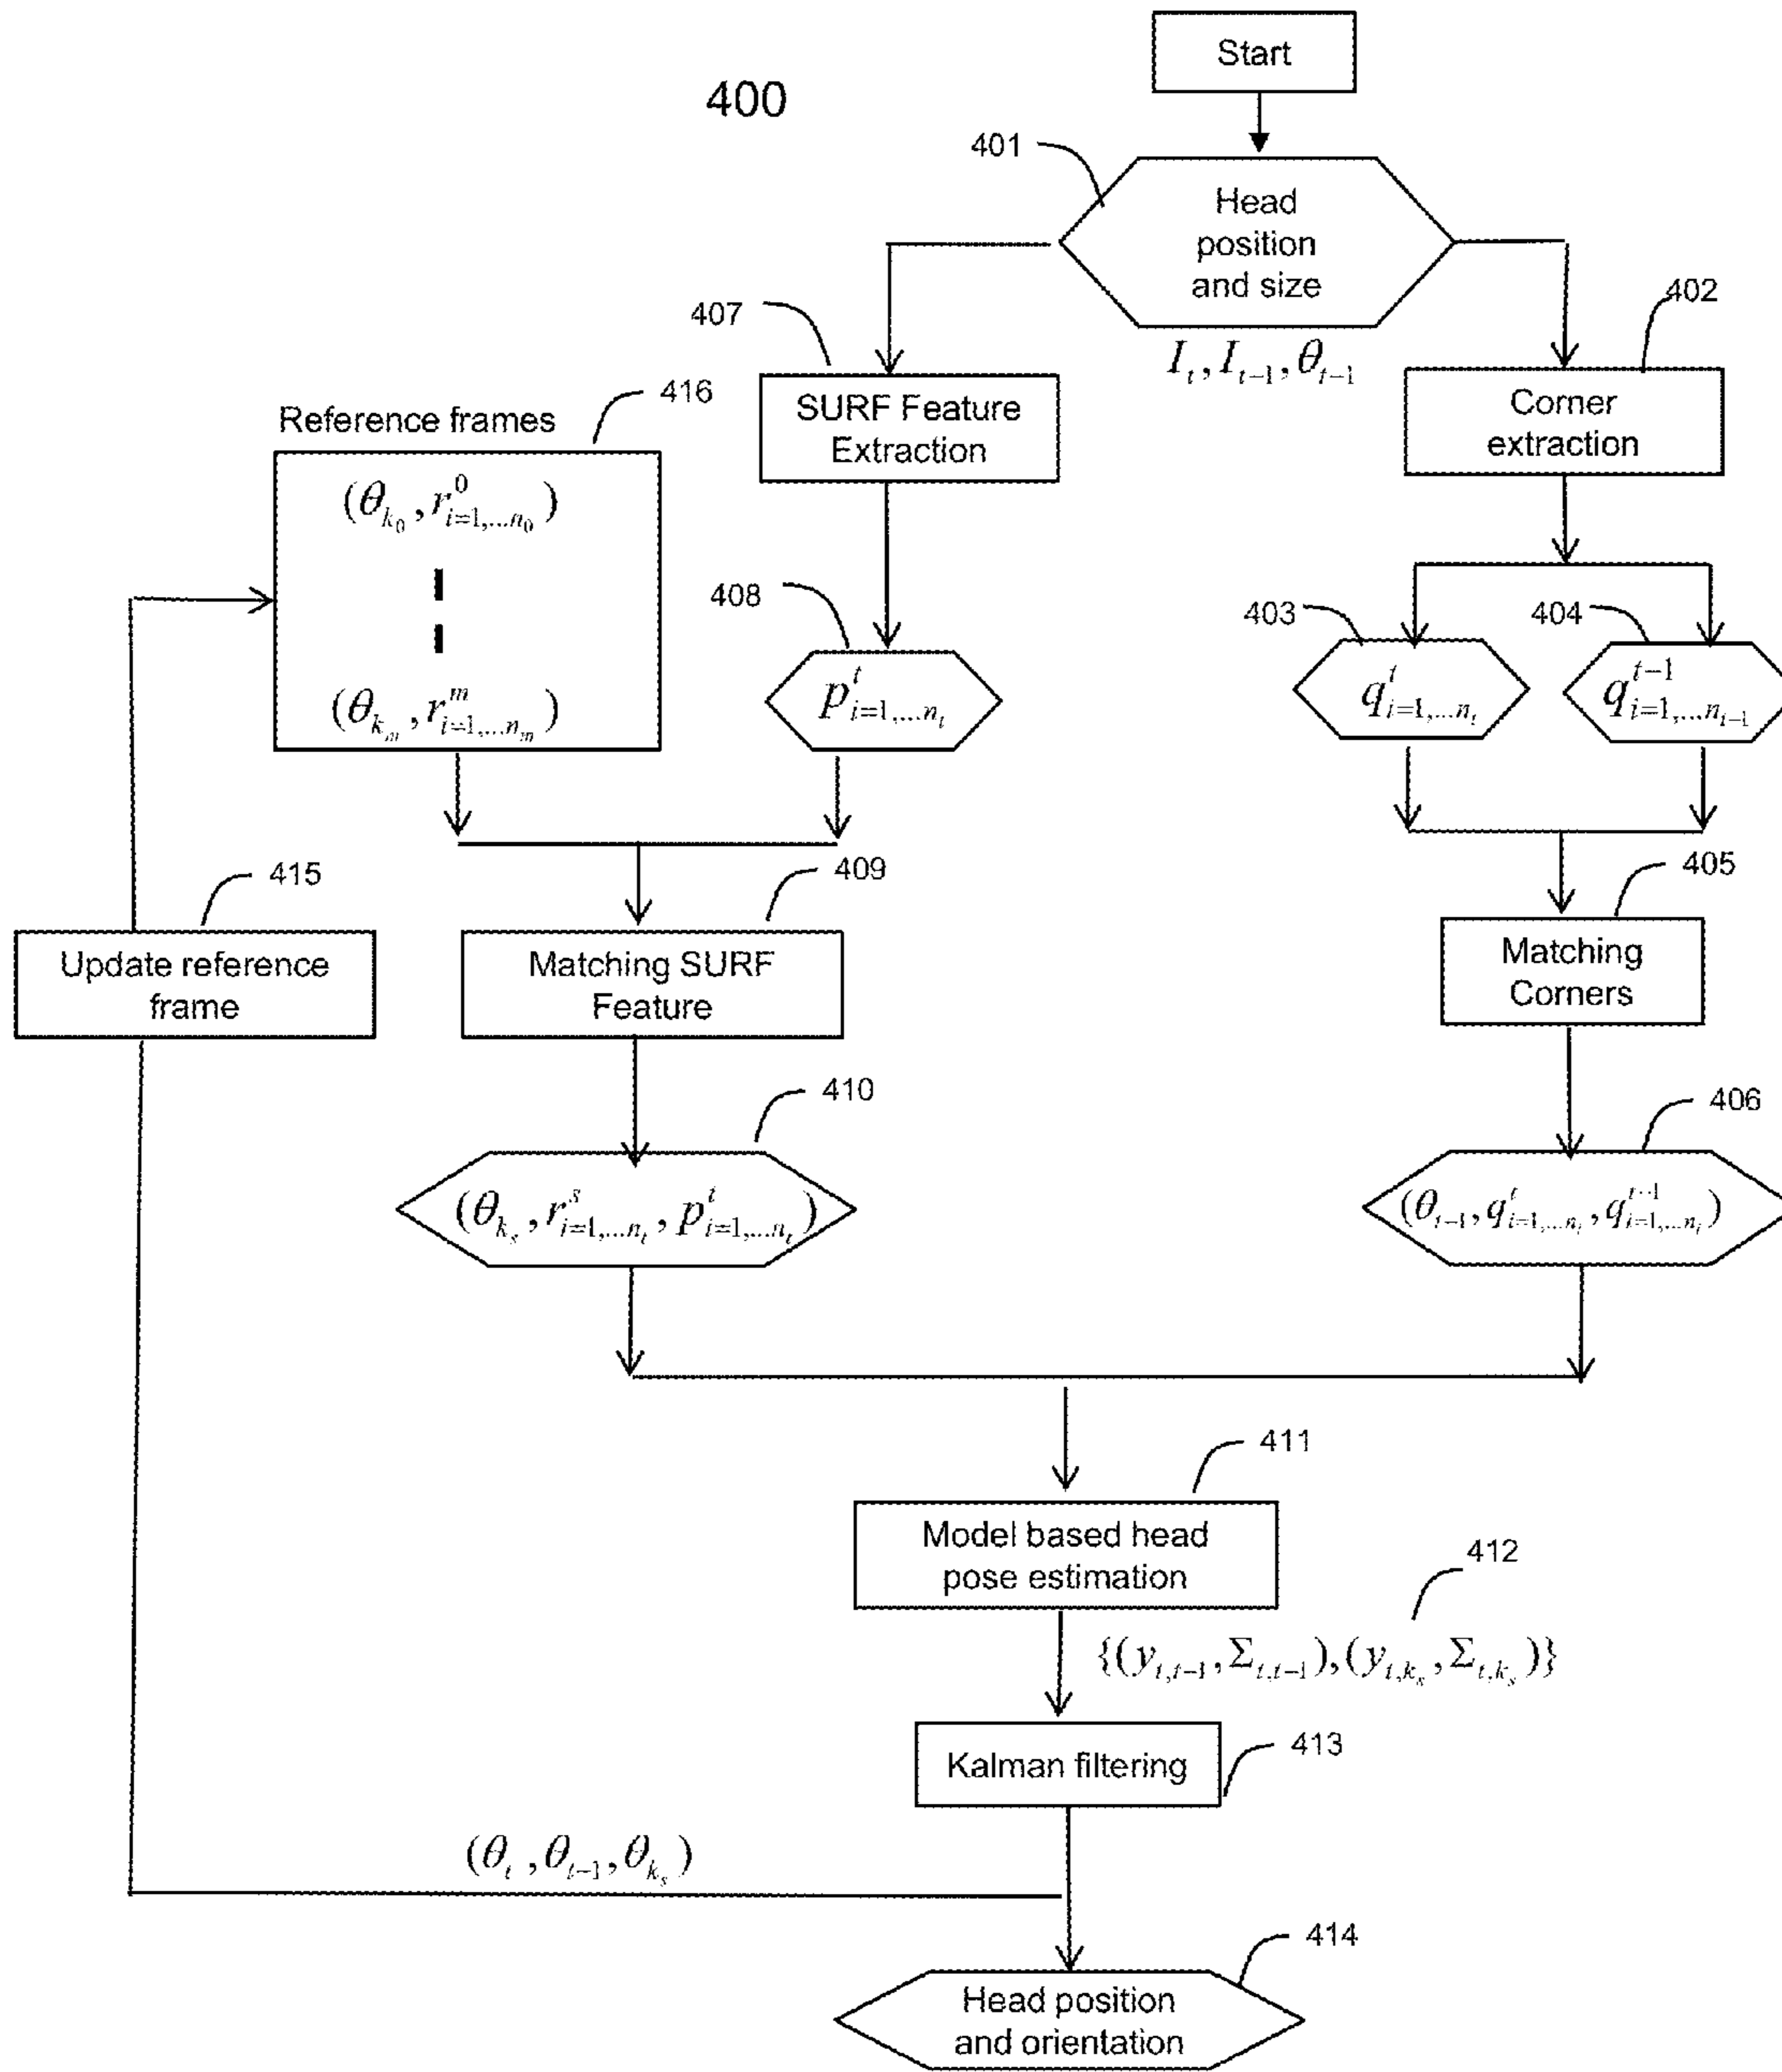 Start
400
401
Head
position
and size
407
402
I_t, I_{t-1}, θ_{t-1}
416
Reference frames
SURF Feature
Extraction
Corner
extraction
(θ_{k_0}, r^0_{i=1,...n_0})
408
403
404
p^t_{i=1,...n_t}
q^t_{i=1,...n_t}
q^{t-1}_{i=1,...n_{t-1}}
(θ_{k_m}, r^m_{i=1,...n_m})
415
409
405
Update reference
frame
Matching SURF
Feature
Matching
Corners
410
406
(θ_{k_s}, r^s_{i=1,...n_t}, p^t_{i=1,...n_t})
(θ_{t-1}, q^t_{i=1,...n_t}, q^{t-1}_{i=1,...n_t})
411
Model based head
pose estimation
412
{(y_{t,t-1}, Σ_{t,t-1}), (y_{t,k_s}, Σ_{t,k_s})}
413
Kalman filtering
(θ_t, θ_{t-1}, θ_{k_s})
414
Head position
and orientation